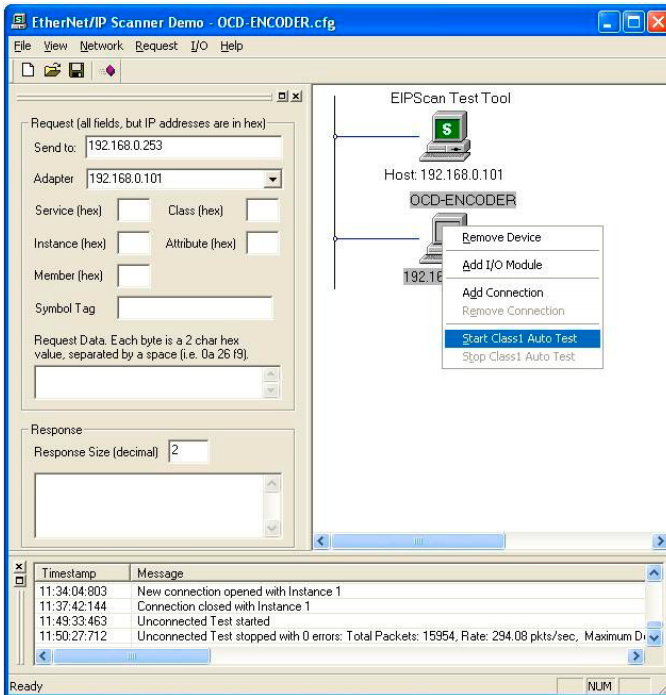 EtherNet/IP Scanner Demo - OCD-ENCODER.cfg
File View Network Request I/O Help
Request (all fields, but IP addresses are in hex)
Send to: 192.168.0.253
Adapter 192.168.0.101
Service (hex) Class (hex)
Instance (hex) Attribute (hex)
Member (hex)
Symbol Tag
Request Data. Each byte is a 2 char hex
value, separated by a space (i.e. 0a 26 f9).
Response
Response Size (decimal) 2
EIPScan Test Tool
S
Host: 192.168.0.101
OCD-ENCODER
192.16
Remove Device
Add I/O Module
Add Connection
Remove Connection
Start Class1 Auto Test
Stop Class1 Auto Test
Timestamp Message
11:34:04:803 New connection opened with Instance 1
11:37:42:144 Connection closed with Instance 1
11:49:33:463 Unconnected Test started
11:50:27:712 Unconnected Test stopped with 0 errors: Total Packets: 15954, Rate: 294.08 pkts/sec, Maximum D
Ready NUM